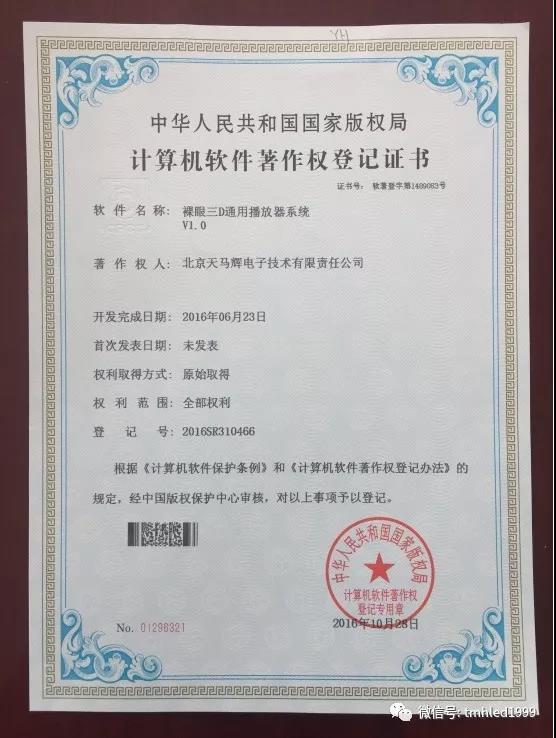 YH
中华人民共和国国家版权局
计算机软件著作权登记证书
证书号： 软著登字第1489083号
软件名称： 裸眼三D通用播放器系统
V1.0
著作权人： 北京天马辉电子技术有限责任公司
开发完成日期： 2016年06月23日
首次发表日期： 未发表
权利取得方式： 原始取得
权利范围： 全部权利
登记号： 2016SR310466
根据《计算机软件保护条例》和《计算机软件著作权登记办法》的
规定，经中国版权保护中心审核，对以上事项予以登记。
中华人民共和国国家版权局
计算机软件著作权
登记专用章
2016年10月28日
No. 01296321
微信号: tmhled1999